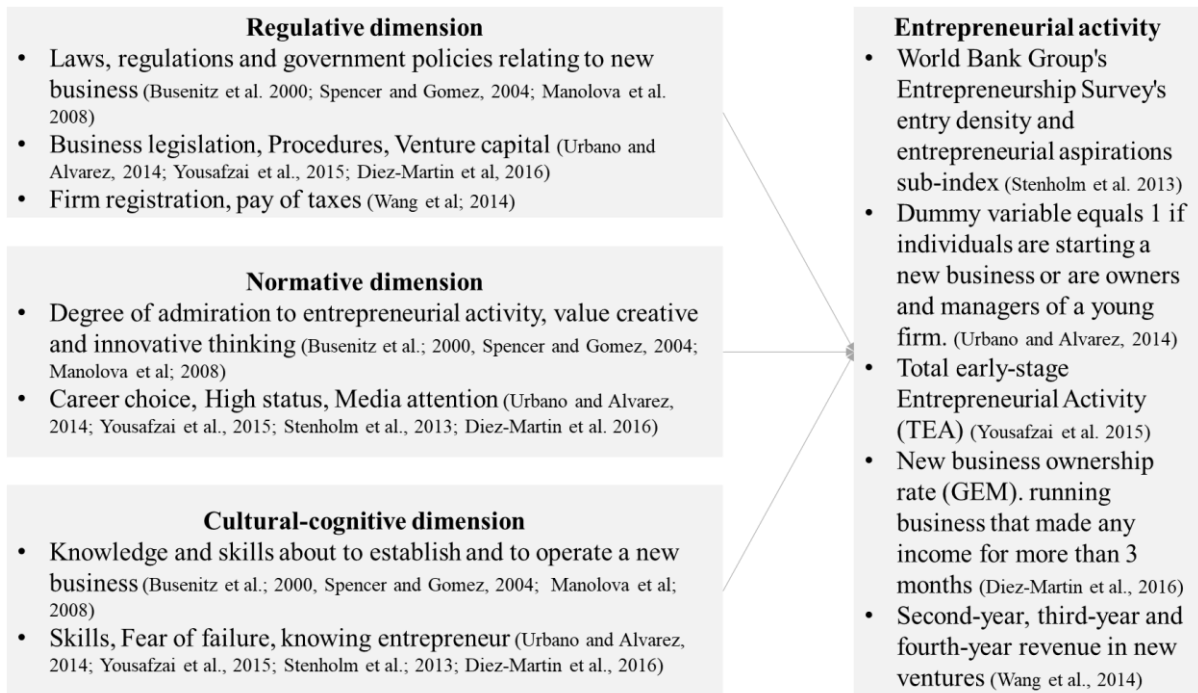 Regulative dimension
• Laws, regulations and government policies relating to new
business (Busenitz et al. 2000; Spencer and Gomez, 2004; Manolova et al.
2008)
• Business legislation, Procedures, Venture capital (Urbano and
Alvarez, 2014; Yousafzai et al., 2015; Diez-Martin et al, 2016)
• Firm registration, pay of taxes (Wang et al; 2014)
Normative dimension
• Degree of admiration to entrepreneurial activity, value creative
and innovative thinking (Busenitz et al.; 2000, Spencer and Gomez, 2004;
Manolova et al; 2008)
• Career choice, High status, Media attention (Urbano and Alvarez,
2014; Yousafzai et al., 2015; Stenholm et al., 2013; Diez-Martin et al. 2016)
Cultural-cognitive dimension
• Knowledge and skills about to establish and to operate a new
business (Busenitz et al.; 2000, Spencer and Gomez, 2004; Manolova et al;
2008)
• Skills, Fear of failure, knowing entrepreneur (Urbano and Alvarez,
2014; Yousafzai et al., 2015; Stenholm et al.; 2013; Diez-Martin et al., 2016)
Entrepreneurial activity
• World Bank Group's
Entrepreneurship Survey's
entry density and
entrepreneurial aspirations
sub-index (Stenholm et al. 2013)
• Dummy variable equals 1 if
individuals are starting a
new business or are owners
and managers of a young
firm. (Urbano and Alvarez, 2014)
• Total early-stage
Entrepreneurial Activity
(TEA) (Yousafzai et al. 2015)
• New business ownership
rate (GEM). running
business that made any
income for more than 3
months (Diez-Martin et al., 2016)
• Second-year, third-year and
fourth-year revenue in new
ventures (Wang et al., 2014)